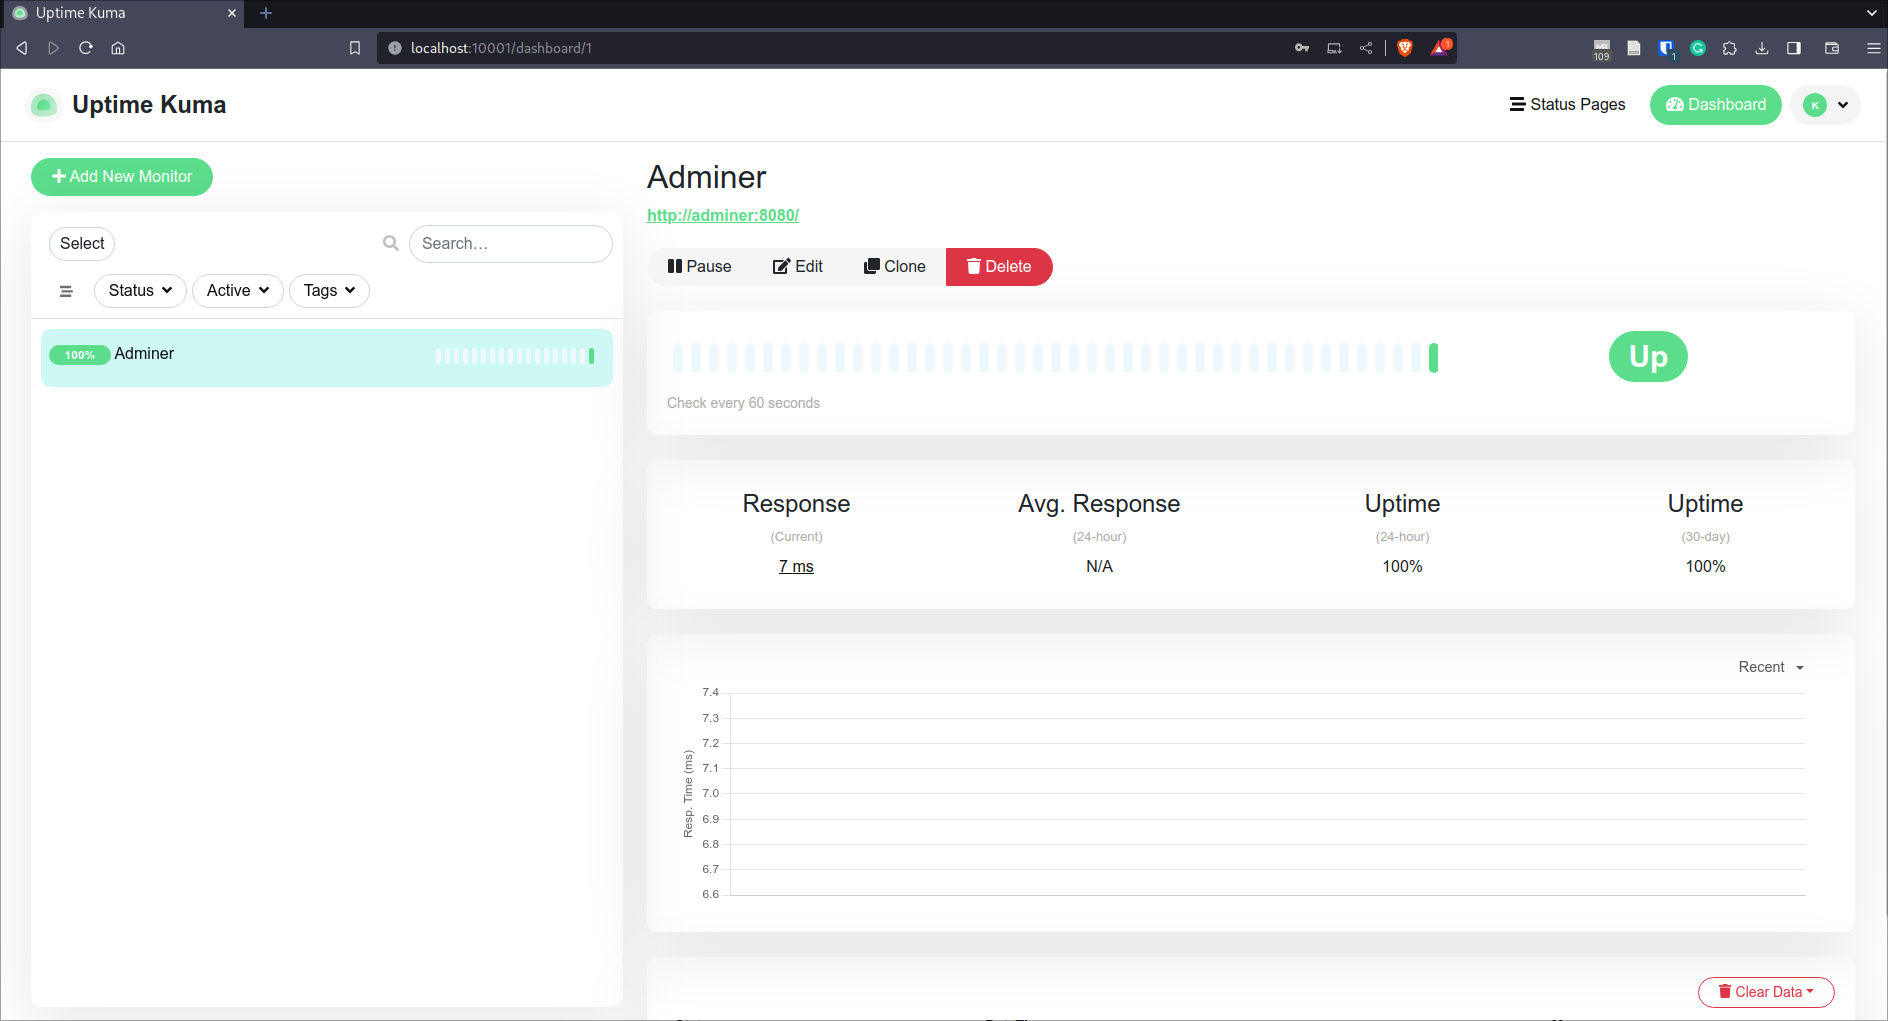 Uptime Kuma
localhost:10001/dashboard/1
1
109
1
Uptime Kuma
Status Pages
Dashboard
K
Add New Monitor
Select
Search...
Status
Active
Tags
100% Adminer
Adminer
http://adminer:8080/
Pause
Edit
Clone
Delete
Up
Check every 60 seconds
Response
(Current)
7 ms
Avg. Response
(24-hour)
N/A
Uptime
(24-hour)
100%
Uptime
(30-day)
100%
Recent
Resp. Time (ms)
7.4
7.3
7.2
7.1
7.0
6.9
6.8
6.7
6.6
Clear Data